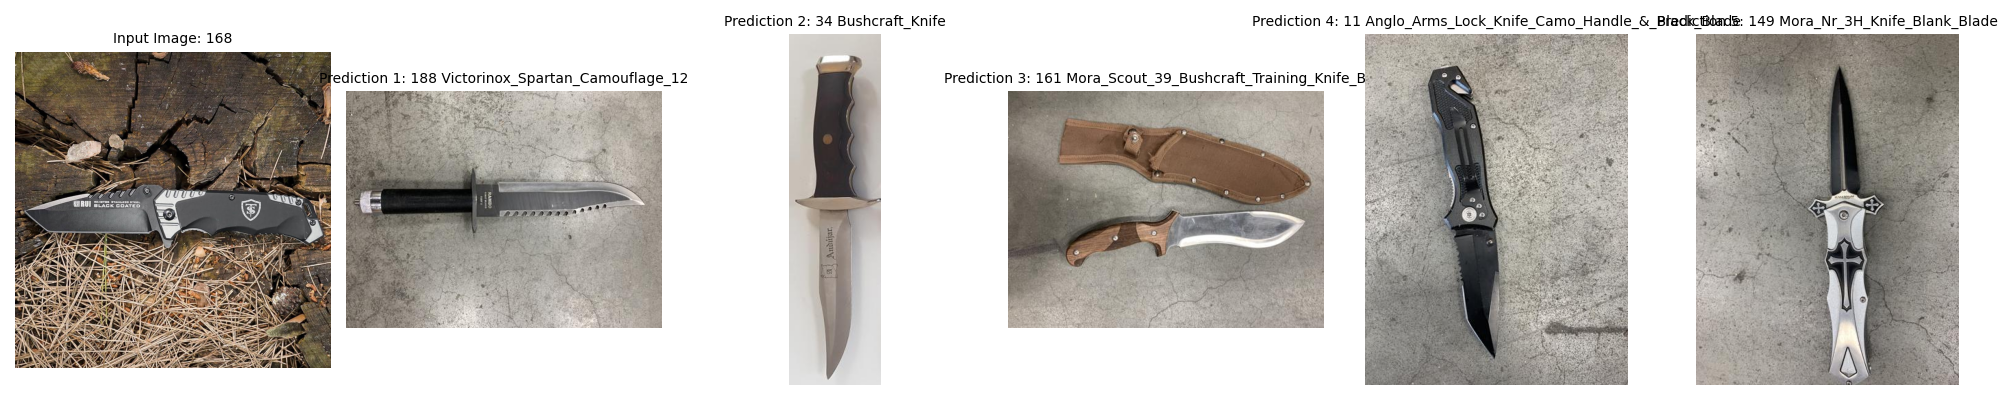 Input Image: 168
Prediction 1: 188 Victorinox_Spartan_Camouflage_12
Prediction 2: 34 Bushcraft_Knife
Prediction 3: 161 Mora_Scout_39_Bushcraft_Training_Knife_B
Prediction 4: 11 Anglo_Arms_Lock_Knife_Camo_Handle_&_Black_Blade
Prediction 5: 149 Mora_Nr_3H_Knife_Blank_Blade
BLACK COATED